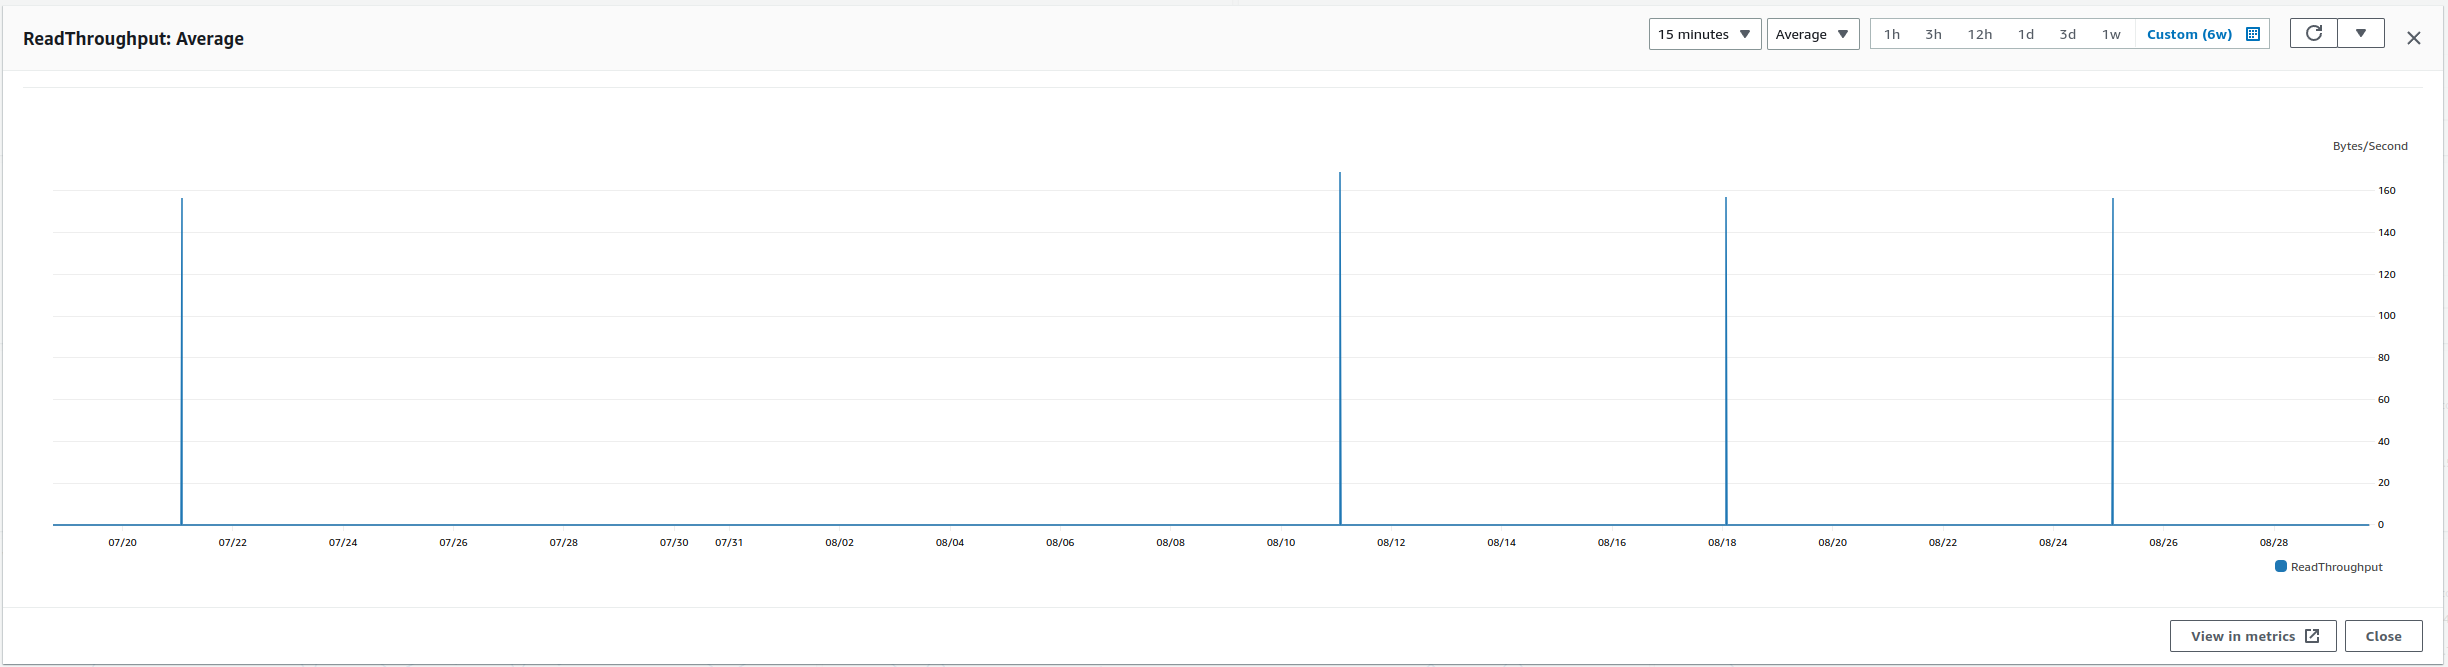 ReadThroughput: Average
15 minutes
Average
1h 3h 12h 1d 3d 1w Custom (6w)
Bytes/Second
160
140
120
100
80
60
40
20
0
07/20 07/22 07/24 07/26 07/28 07/30 07/31 08/02 08/04 08/06 08/08 08/10 08/12 08/14 08/16 08/18 08/20 08/22 08/24 08/26 08/28
ReadThroughput
View in metrics
Close